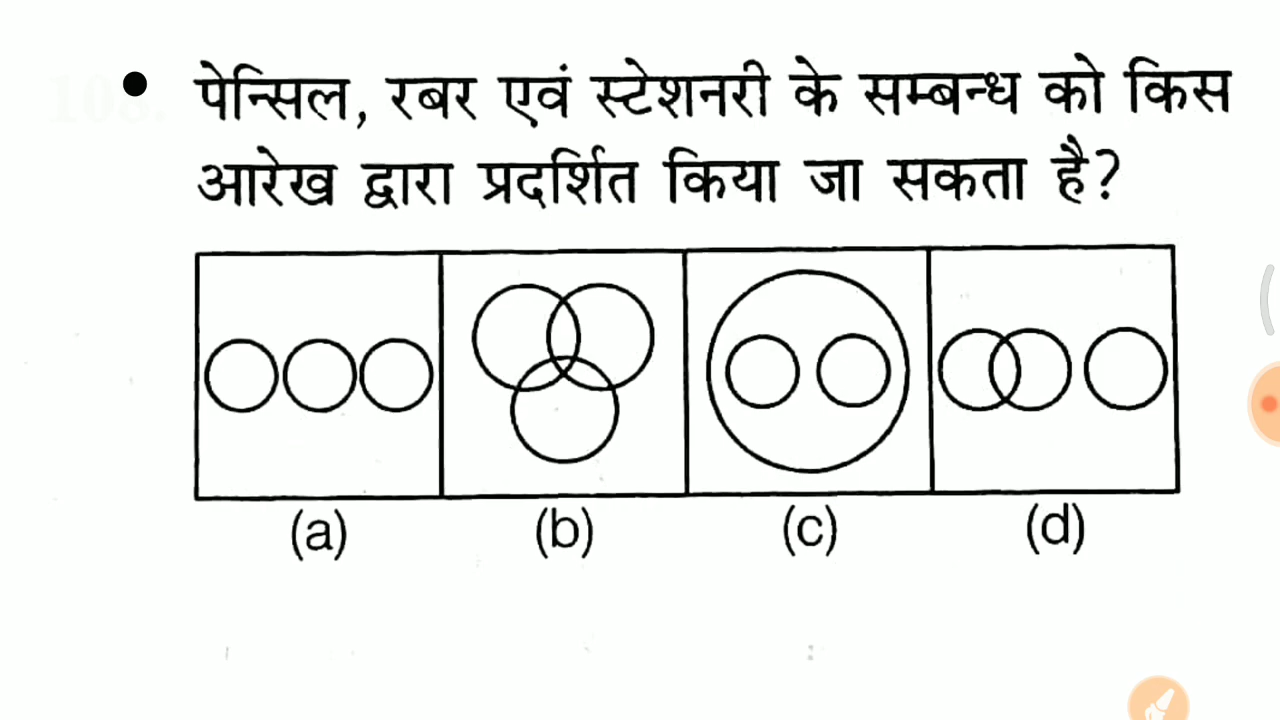 • पेन्सिल, रबर एवं स्टेशनरी के सम्बन्ध को किस
आरेख द्वारा प्रदर्शित किया जा सकता है?
(a) (b) (c) (d)